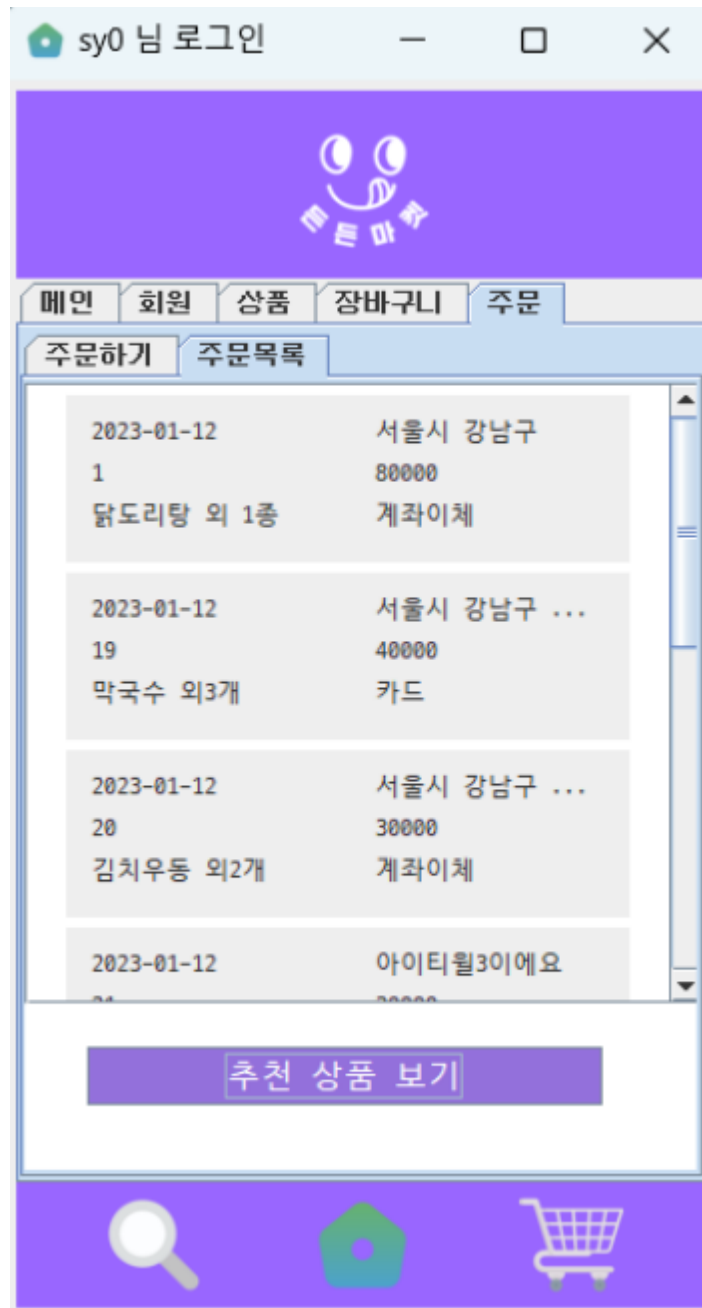 sy0 님 로그인
든든마켓
메인 회원 상품 장바구니 주문
주문하기 주문목록
2023-01-12 서울시 강남구
1 80000
닭도리탕 외 1종 계좌이체
2023-01-12 서울시 강남구 ...
19 40000
막국수 외3개 카드
2023-01-12 서울시 강남구 ...
20 30000
김치우동 외2개 계좌이체
2023-01-12 아이티윌3이에요
추천 상품 보기